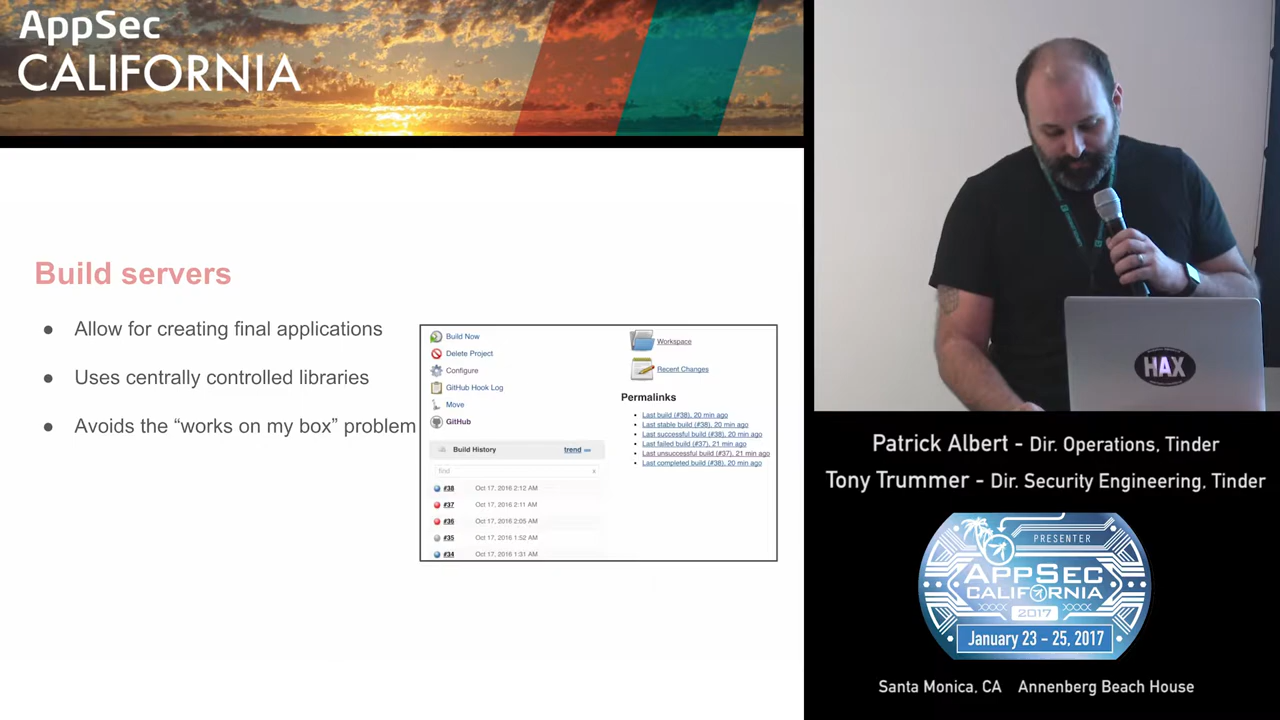 AppSec
CALIFORNIA
Build servers
● Allow for creating final applications
● Uses centrally controlled libraries
● Avoids the “works on my box” problem
Build Now
Delete Project
Configure
GitHub Hook Log
Move
GitHub
Build History
trend
find
x
#38 Oct 17, 2016 2:12 AM
#37 Oct 17, 2016 2:11 AM
#36 Oct 17, 2016 2:05 AM
#35 Oct 17, 2016 1:52 AM
#34 Oct 17, 2016 1:31 AM
Workspace
Recent Changes
Permalinks
Last build (#38), 20 min ago
Last stable build (#38), 20 min ago
Last successful build (#38), 20 min ago
Last failed build (#37), 21 min ago
Last unsuccessful build (#37), 21 min ago
Last completed build (#38), 20 min ago
HAX
Patrick Albert - Dir. Operations, Tinder
Tony Trummer - Dir. Security Engineering, Tinder
PRESENTER
APPSEC
CALIFORNIA
2017
January 23 - 25, 2017
Santa Monica, CA Annenberg Beach House